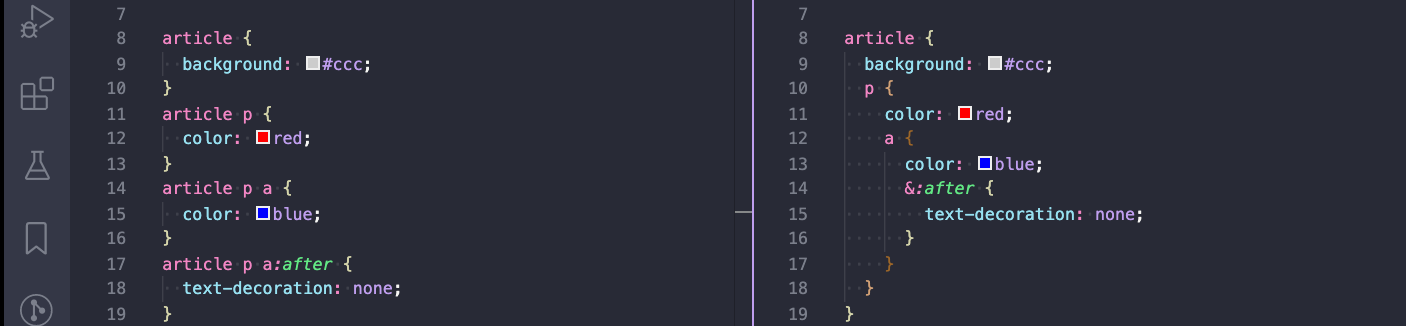 7
8 article {
9   background: #ccc;
10 }
11 article p {
12   color: red;
13 }
14 article p a {
15   color: blue;
16 }
17 article p a:after {
18   text-decoration: none;
19 }
7
8 article {
9   background: #ccc;
10   p {
11     color: red;
12     a {
13       color: blue;
14       &:after {
15         text-decoration: none;
16       }
17     }
18   }
19 }